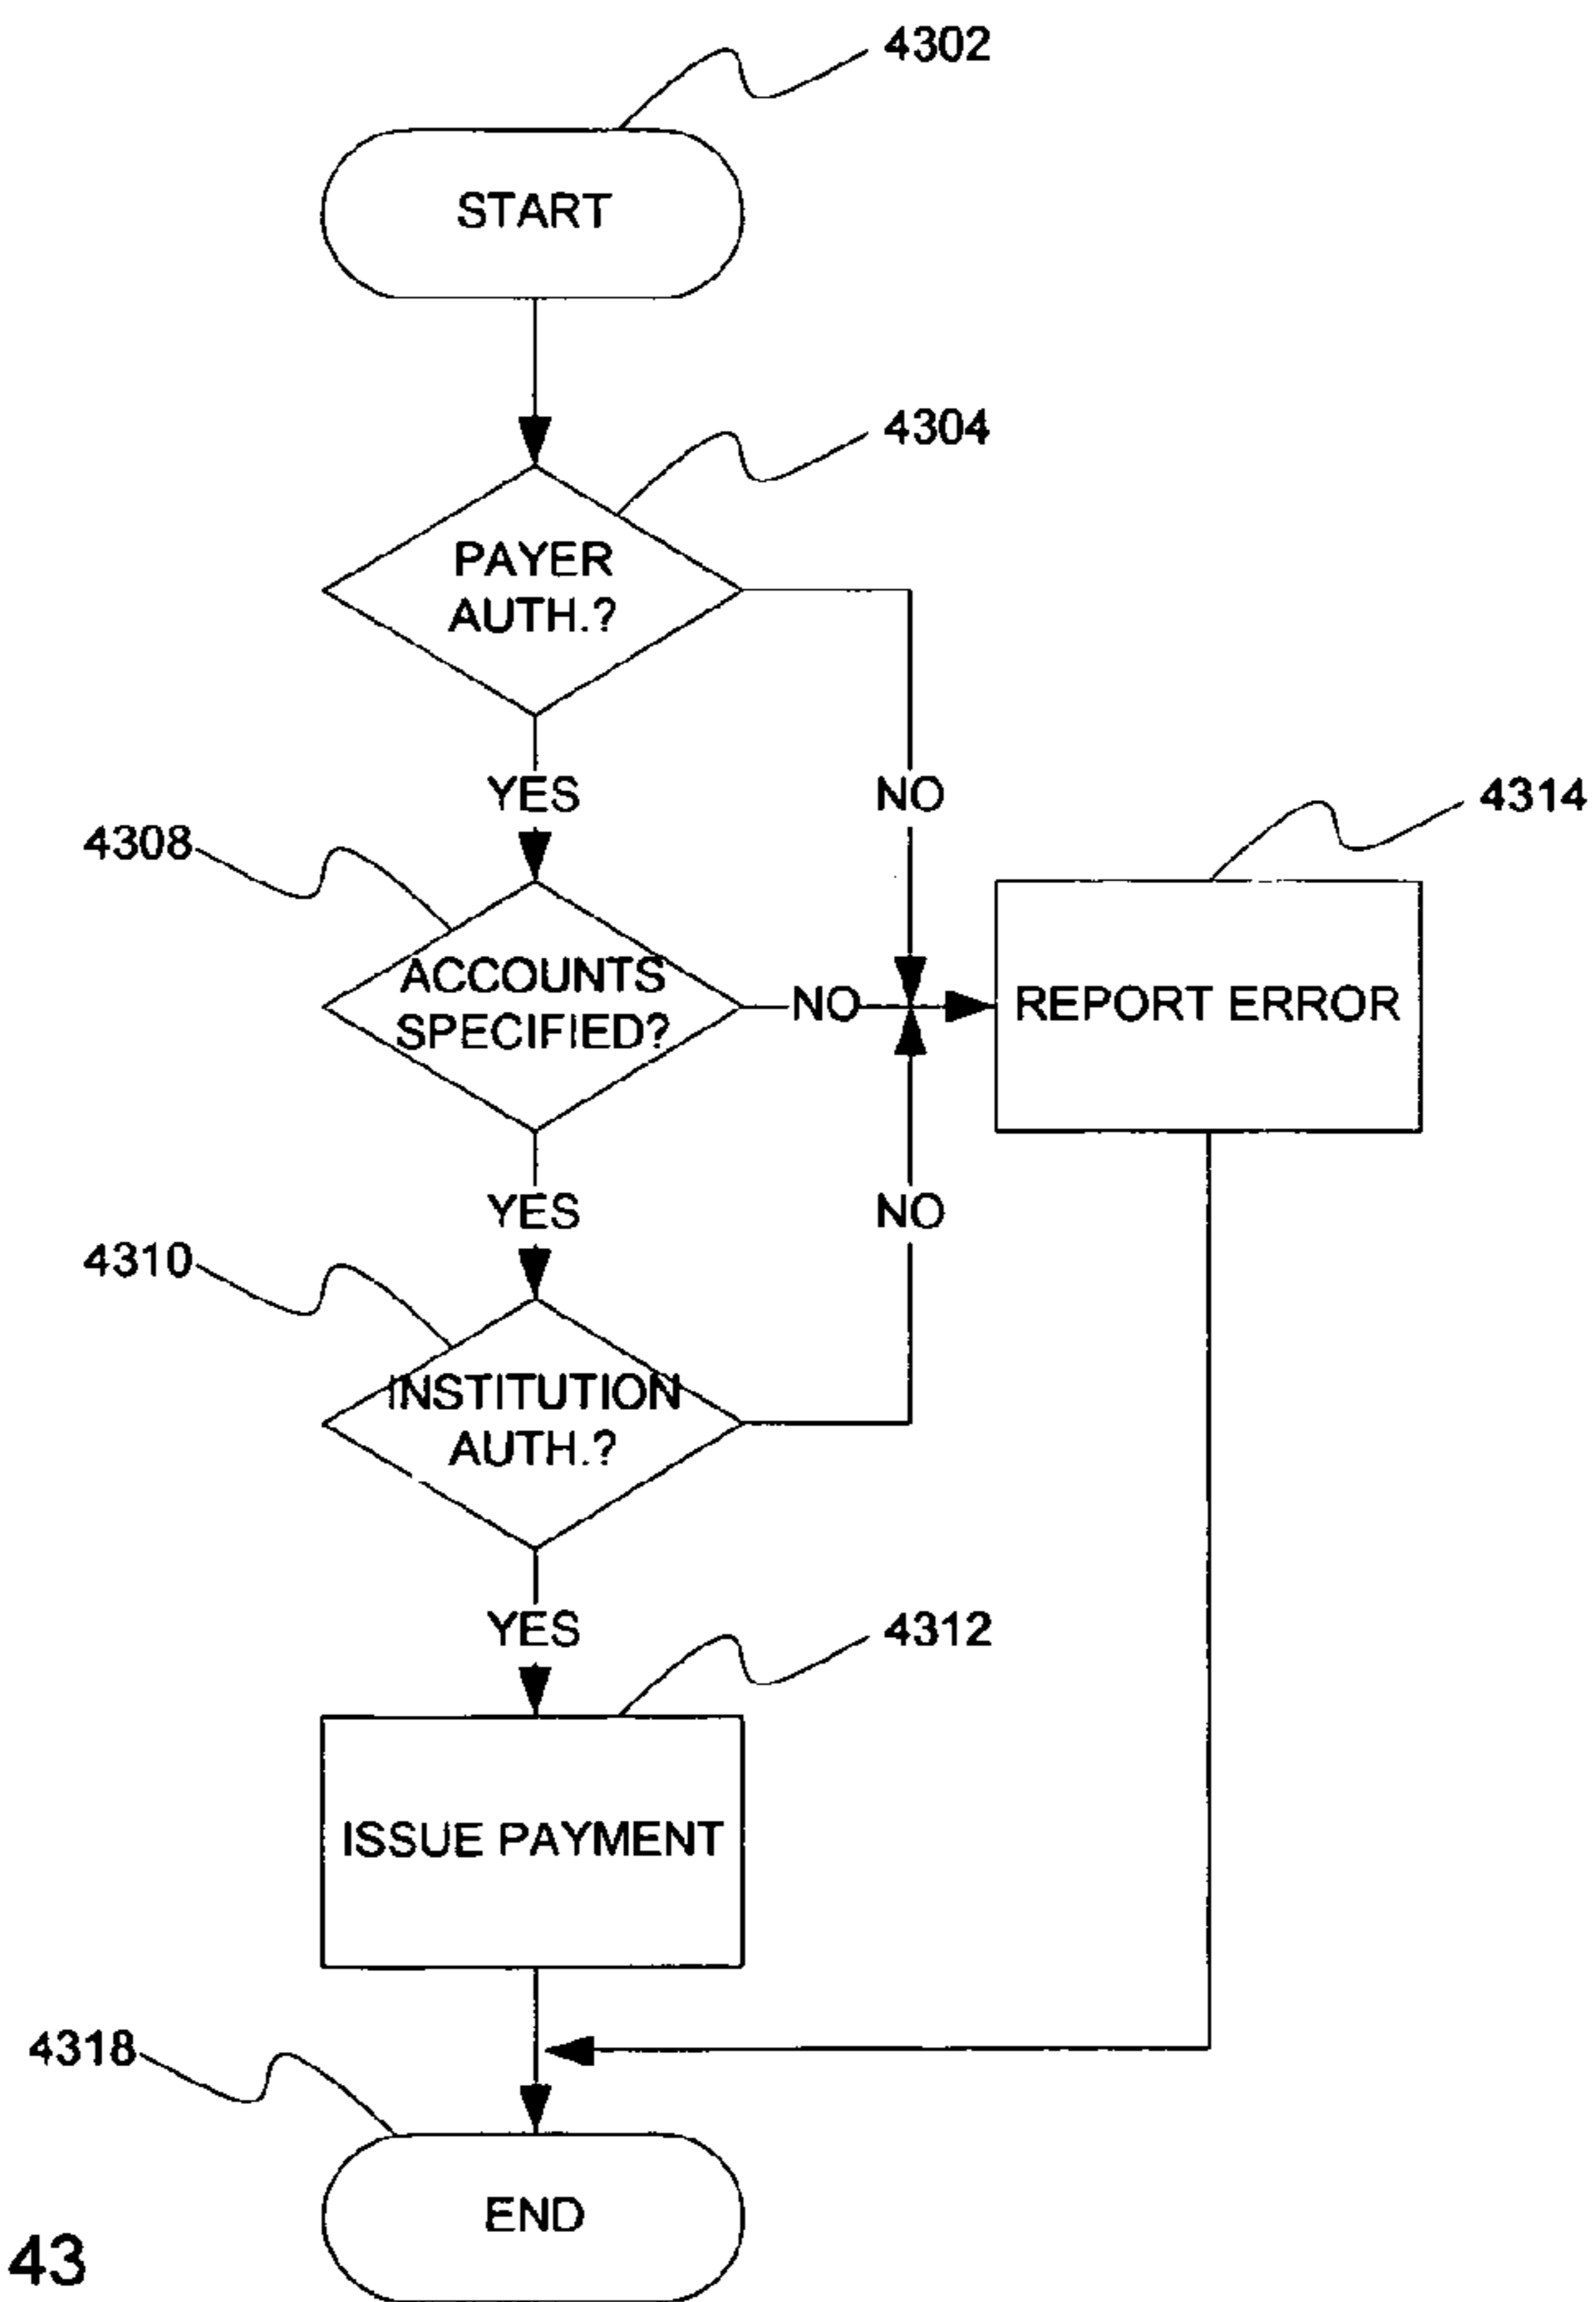 4302
START
4304
PAYER
AUTH.?
YES
NO
4314
4308
ACCOUNTS
SPECIFIED?
NO
REPORT ERROR
YES
NO
4310
INSTITUTION
AUTH.?
YES
4312
ISSUE PAYMENT
4318
END
43